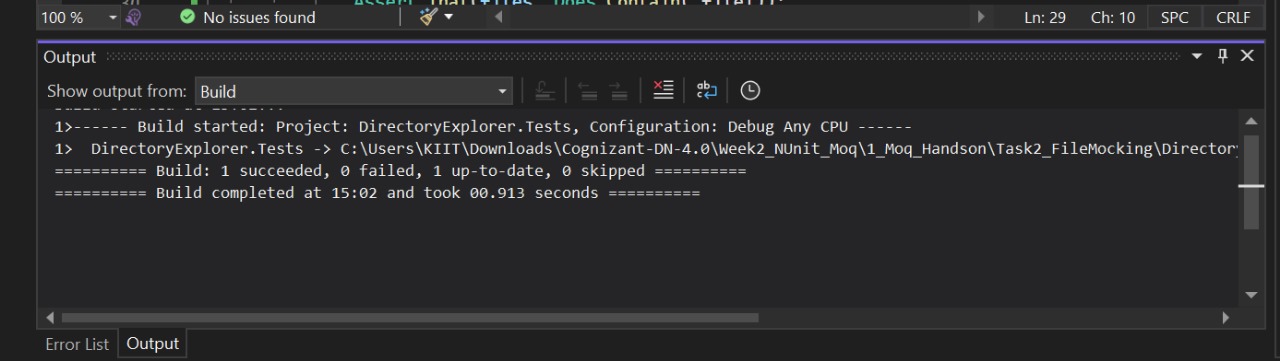 100 %
No issues found
Ln: 29
Ch: 10
SPC
CRLF
Output
Show output from:
Build
1>------ Build started: Project: DirectoryExplorer.Tests, Configuration: Debug Any CPU ------
1>  DirectoryExplorer.Tests -> C:\Users\KIIT\Downloads\Cognizant-DN-4.0\Week2_NUnit_Moq\1_Moq_Handson\Task2_FileMocking\Director
========== Build: 1 succeeded, 0 failed, 1 up-to-date, 0 skipped ==========
========== Build completed at 15:02 and took 00.913 seconds ==========
Error List
Output